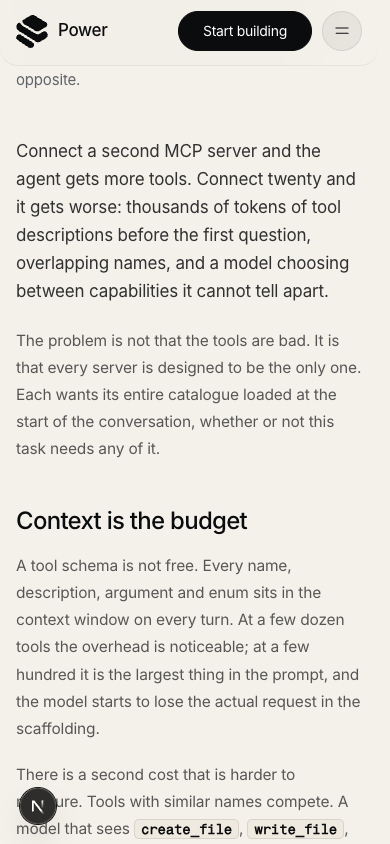 Power
Start building
opposite.
Connect a second MCP server and the
agent gets more tools. Connect twenty and
it gets worse: thousands of tokens of tool
descriptions before the first question,
overlapping names, and a model choosing
between capabilities it cannot tell apart.
The problem is not that the tools are bad. It is
that every server is designed to be the only one.
Each wants its entire catalogue loaded at the
start of the conversation, whether or not this
task needs any of it.
Context is the budget
A tool schema is not free. Every name,
description, argument and enum sits in the
context window on every turn. At a few dozen
tools the overhead is noticeable; at a few
hundred it is the largest thing in the prompt, and
the model starts to lose the actual request in the
scaffolding.
There is a second cost that is harder to
N
Tools with similar names compete. A
model that sees create_file, write_file,